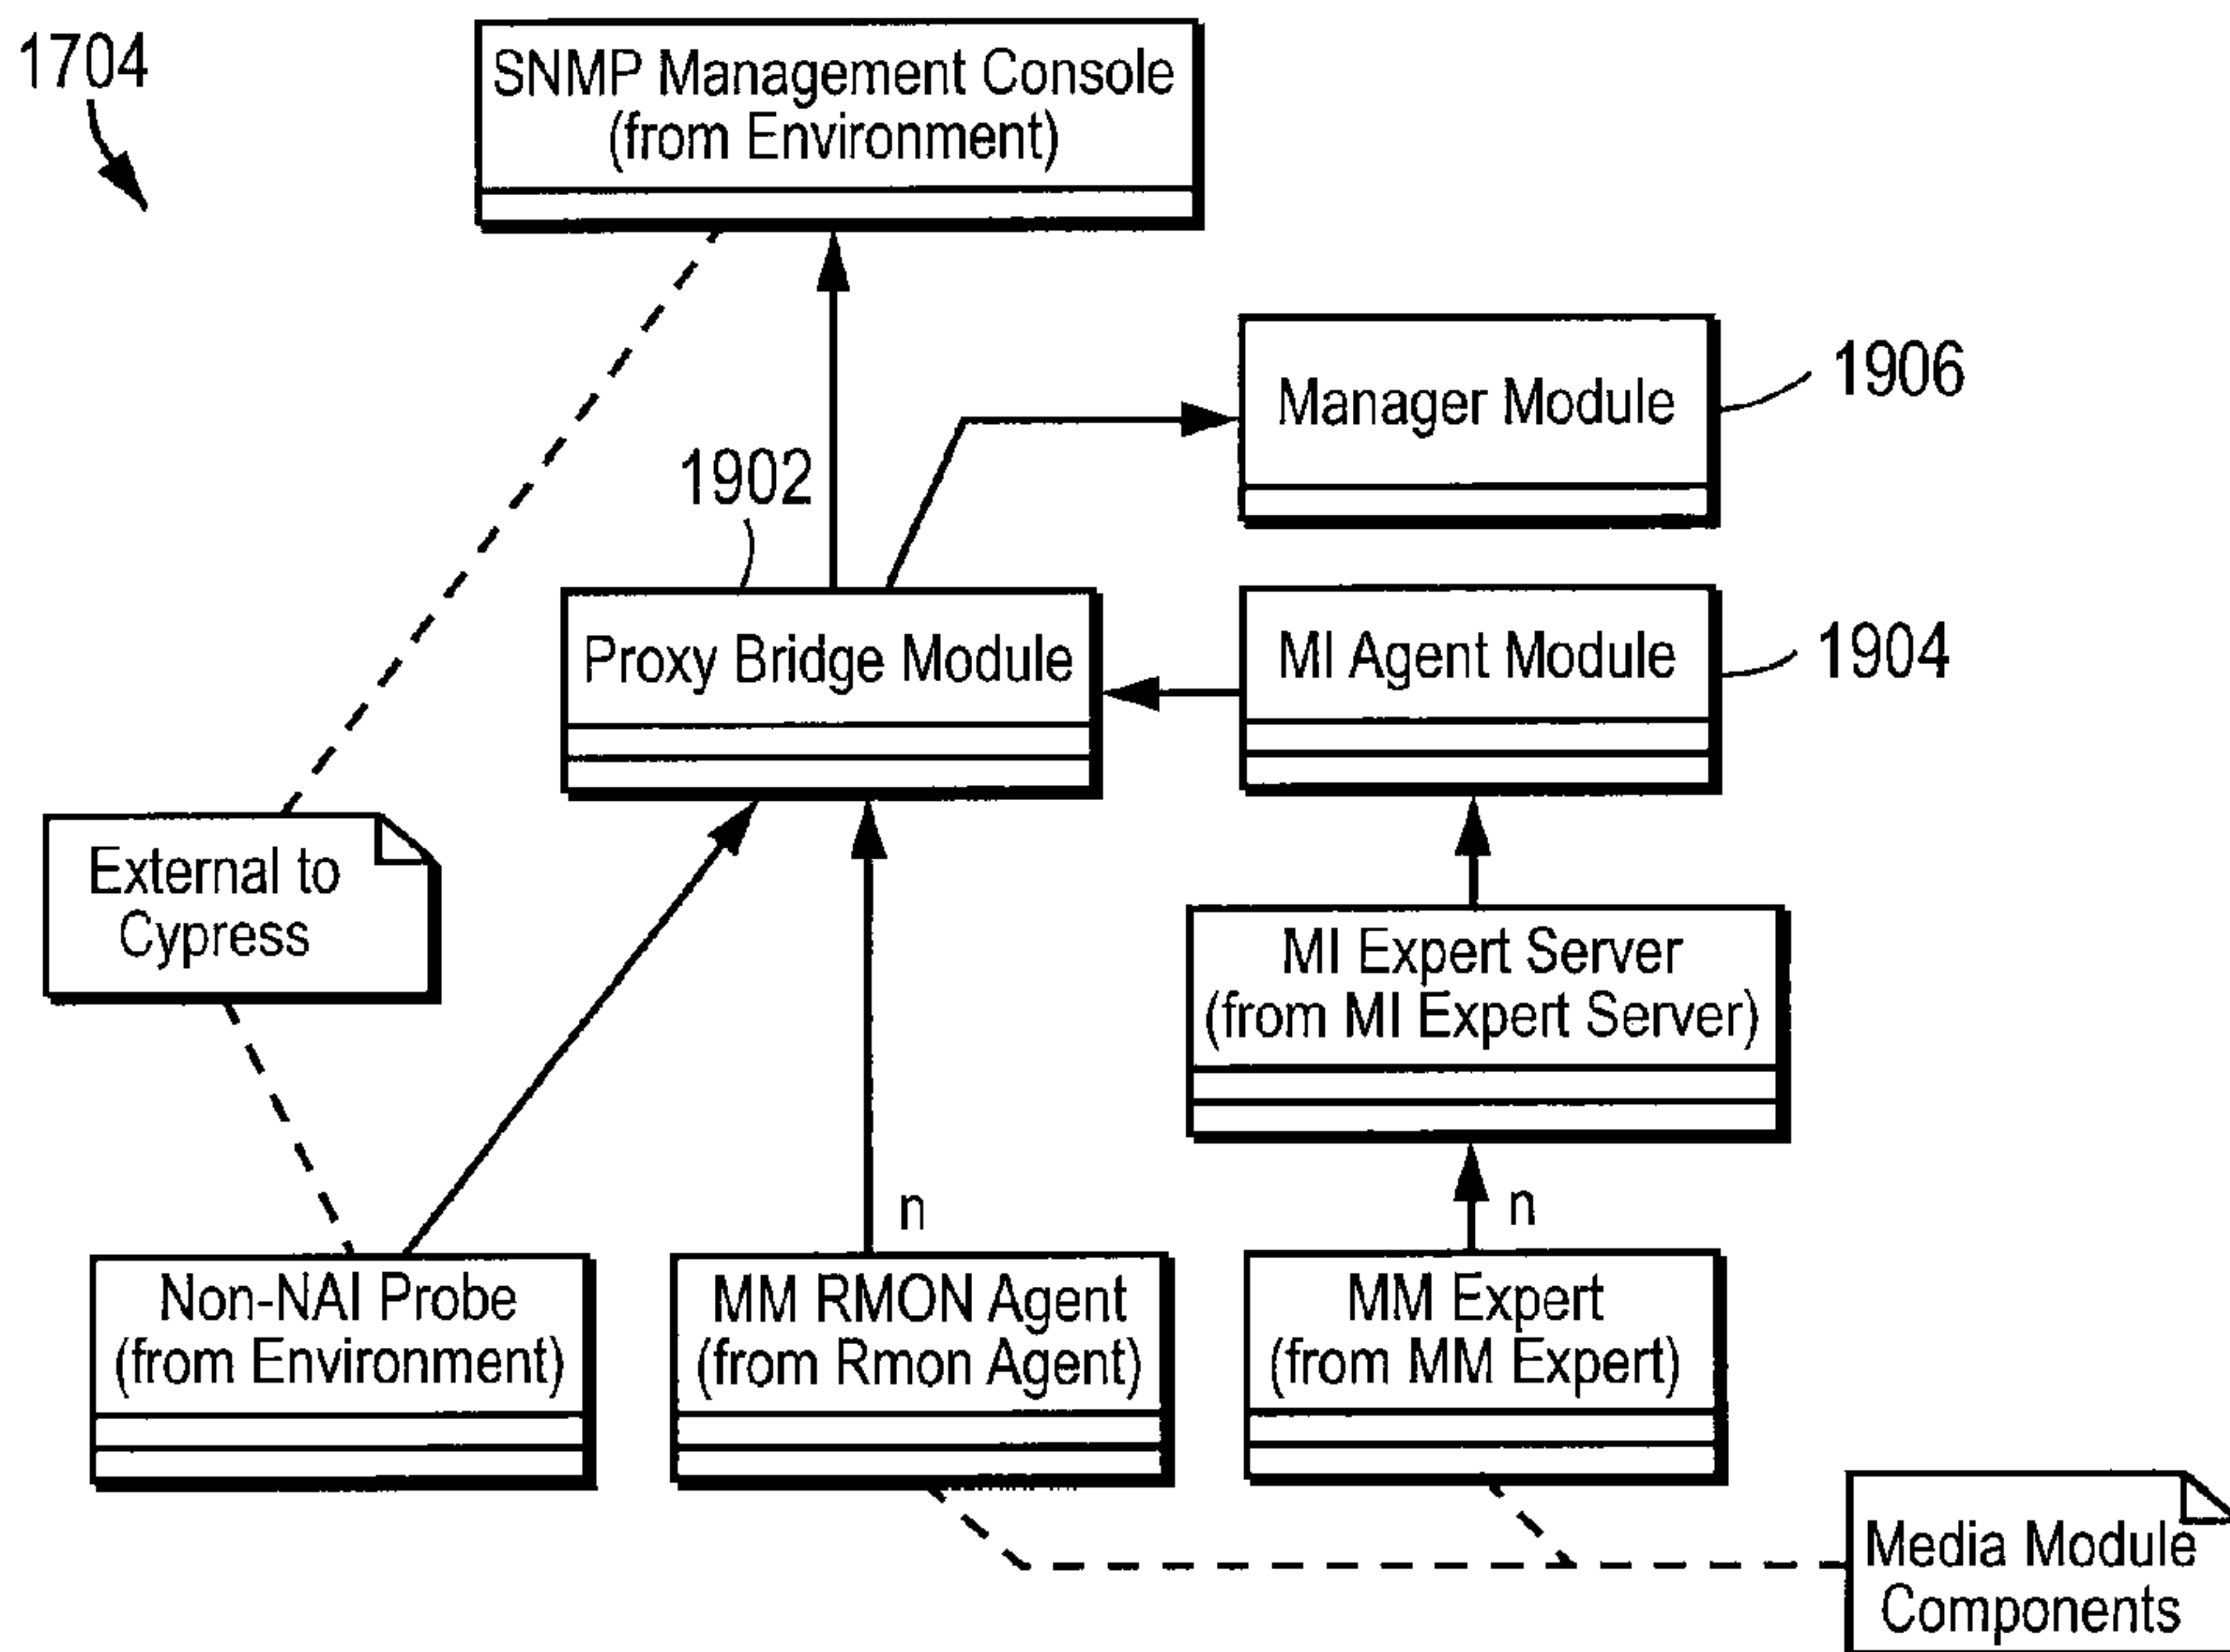 1704
SNMP Management Console
(from Environment)
Manager Module
1906
1902
Proxy Bridge Module
MI Agent Module
1904
External to
Cypress
MI Expert Server
(from MI Expert Server)
n
n
Non-NAI Probe
(from Environment)
MM RMON Agent
(from Rmon Agent)
MM Expert
(from MM Expert)
Media Module
Components